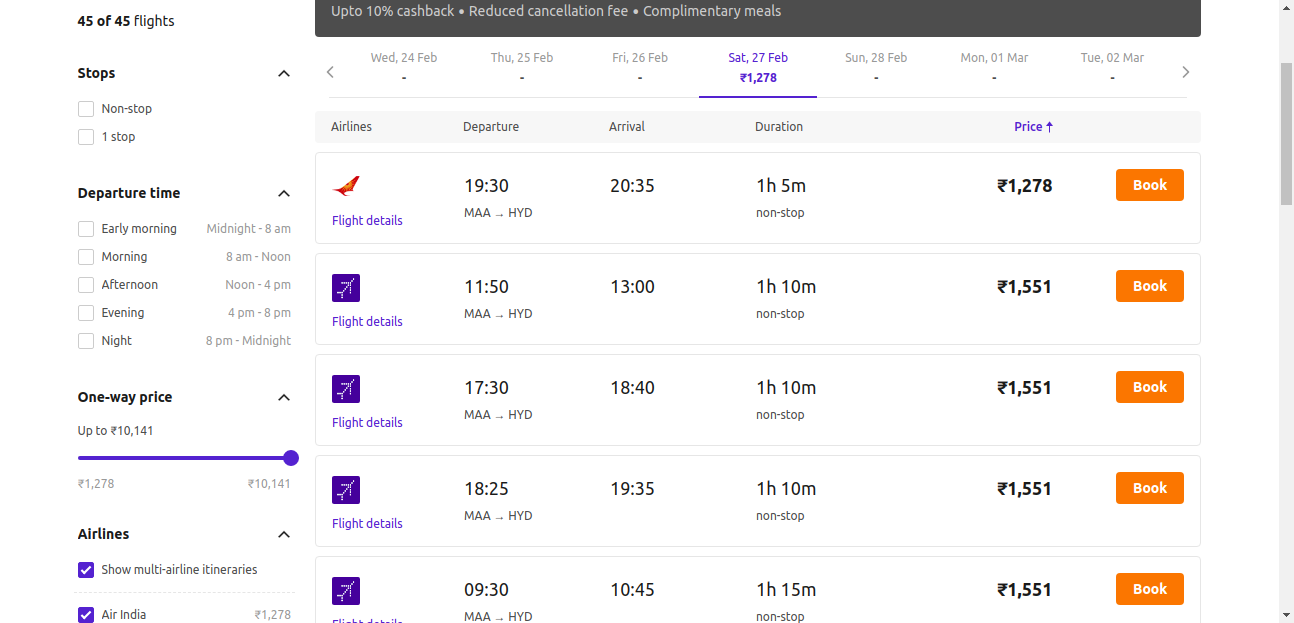 45 of 45 flights
Stops
Non-stop
1 stop
Departure time
Early morning Midnight - 8 am
Morning 8 am - Noon
Afternoon Noon - 4 pm
Evening 4 pm - 8 pm
Night 8 pm - Midnight
One-way price
Up to ₹10,141
₹1,278 ₹10,141
Airlines
Show multi-airline itineraries
Air India ₹1,278
Upto 10% cashback • Reduced cancellation fee • Complimentary meals
Wed, 24 Feb Thu, 25 Feb Fri, 26 Feb Sat, 27 Feb Sun, 28 Feb Mon, 01 Mar Tue, 02 Mar
- - - ₹1,278 - - -
Airlines Departure Arrival Duration Price ↑
19:30 20:35 1h 5m ₹1,278 Book
MAA → HYD non-stop
Flight details
11:50 13:00 1h 10m ₹1,551 Book
MAA → HYD non-stop
Flight details
17:30 18:40 1h 10m ₹1,551 Book
MAA → HYD non-stop
Flight details
18:25 19:35 1h 10m ₹1,551 Book
MAA → HYD non-stop
Flight details
09:30 10:45 1h 15m ₹1,551 Book
MAA → HYD non-stop
Flight details